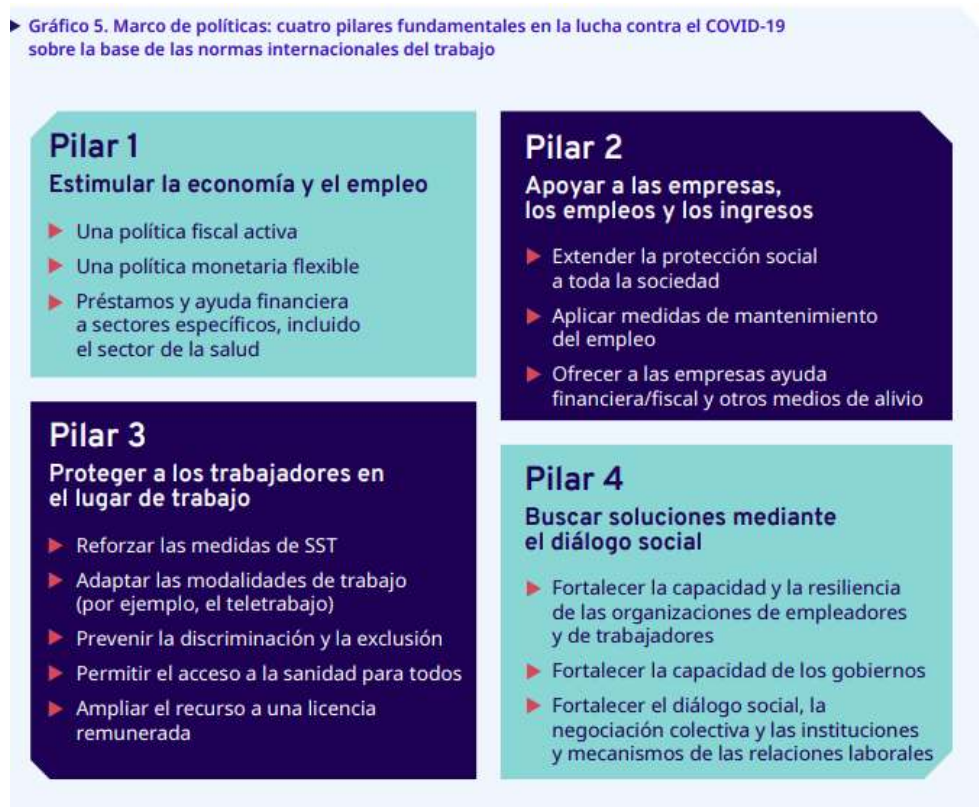 Gráfico 5. Marco de políticas: cuatro pilares fundamentales en la lucha contra el COVID-19
sobre la base de las normas internacionales del trabajo
Pilar 1
Estimular la economía y el empleo
Una política fiscal activa
Una política monetaria flexible
Préstamos y ayuda financiera
a sectores específicos, incluido
el sector de la salud
Pilar 2
Apoyar a las empresas,
los empleos y los ingresos
Extender la protección social
a toda la sociedad
Aplicar medidas de mantenimiento
del empleo
Ofrecer a las empresas ayuda
financiera/fiscal y otros medios de alivio
Pilar 3
Proteger a los trabajadores en
el lugar de trabajo
Reforzar las medidas de SST
Adaptar las modalidades de trabajo
(por ejemplo, el teletrabajo)
Prevenir la discriminación y la exclusión
Permitir el acceso a la sanidad para todos
Ampliar el recurso a una licencia
remunerada
Pilar 4
Buscar soluciones mediante
el diálogo social
Fortalecer la capacidad y la resiliencia
de las organizaciones de empleadores
y de trabajadores
Fortalecer la capacidad de los gobiernos
Fortalecer el diálogo social, la
negociación colectiva y las instituciones
y mecanismos de las relaciones laborales